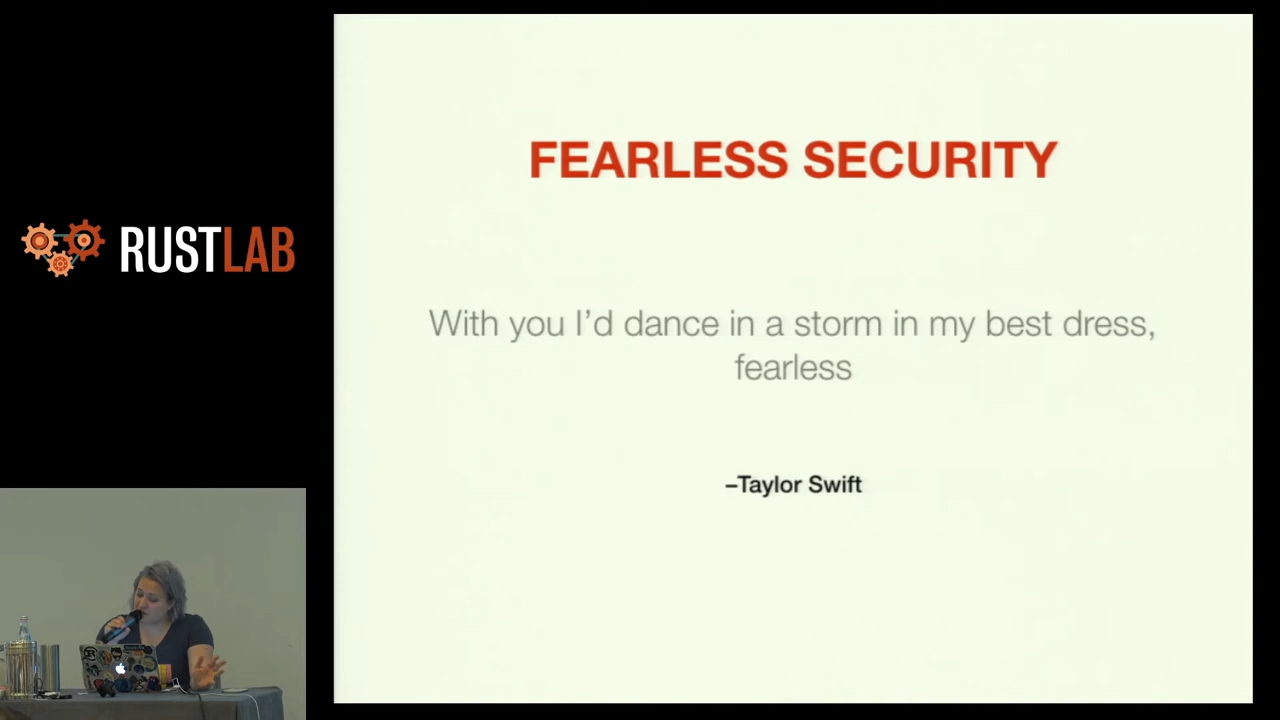 RUSTLAB
FEARLESS SECURITY
With you I’d dance in a storm in my best dress,
fearless
–Taylor Swift